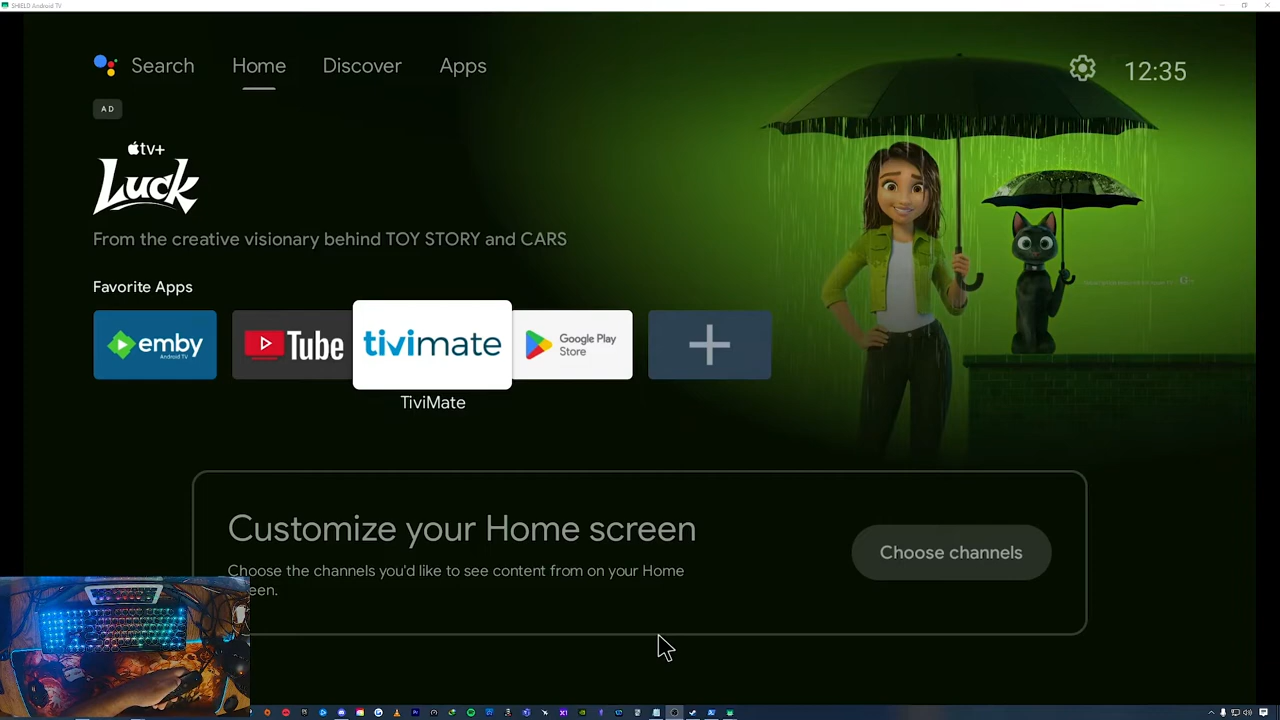 SHIELD Android TV
Search Home Discover Apps 12:35
AD
tv+
Luck
From the creative visionary behind TOY STORY and CARS
Favorite Apps
emby
Android TV
Tube
tivimate
Google Play
Store
TiviMate
Customize your Home screen
Choose the channels you'd like to see content from on your Home
een.
Choose channels